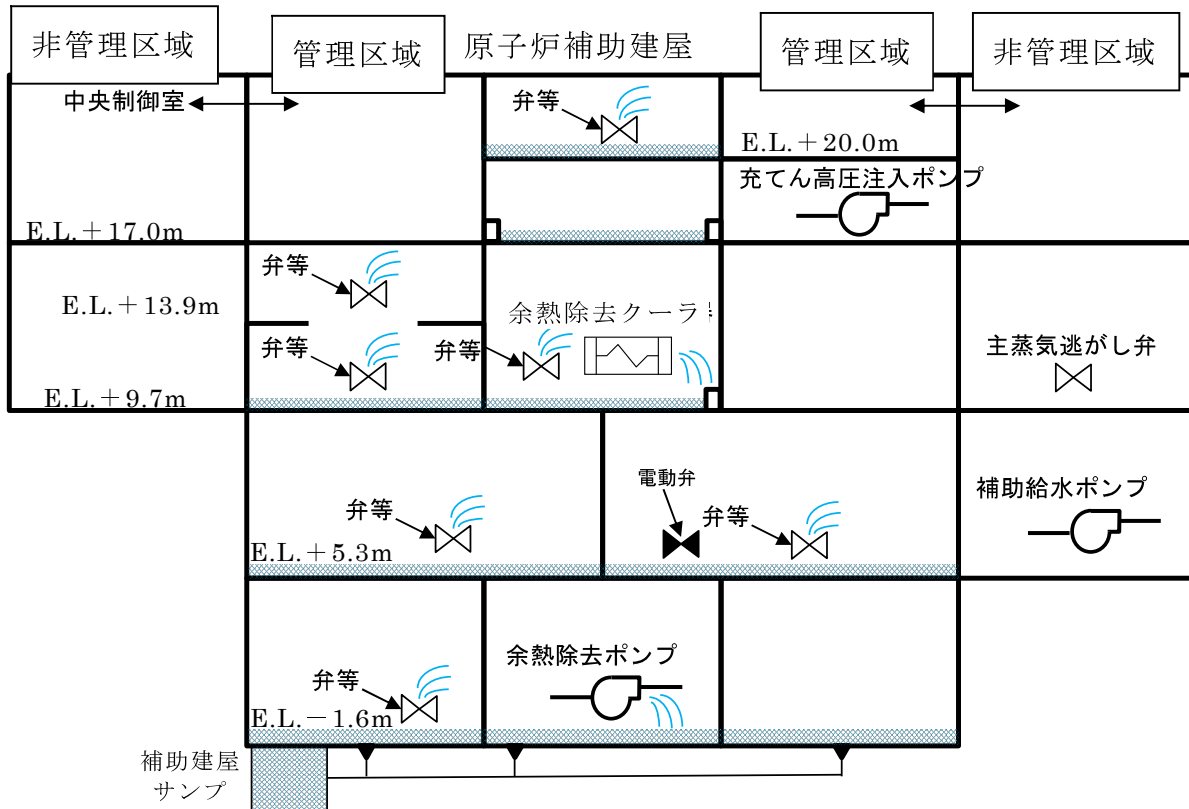 非管理区域
管理区域
原子炉補助建屋
管理区域
非管理区域
中央制御室
弁等
E.L.＋20.0m
充てん高圧注入ポンプ
E.L.＋17.0m
弁等
E.L.＋13.9m
余熱除去クーラ
弁等
弁等
主蒸気逃がし弁
E.L.＋9.7m
電動弁
補助給水ポンプ
弁等
弁等
E.L.＋5.3m
余熱除去ポンプ
弁等
E.L.－1.6m
補助建屋
サンプ